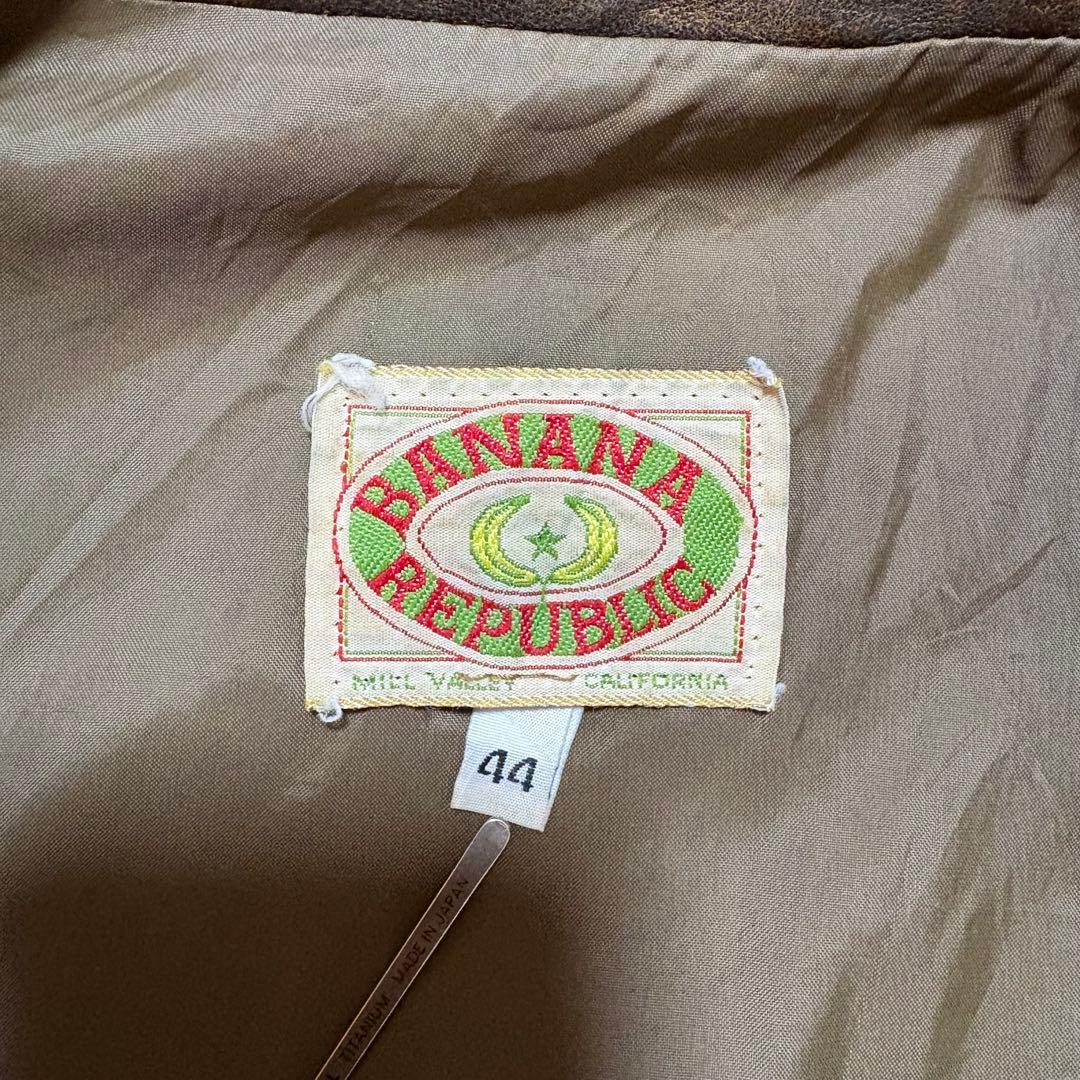 BANANA
REPUBLIC
MILL VALLEY CALIFORNIA
44
TITANIUM MADE IN JAPAN